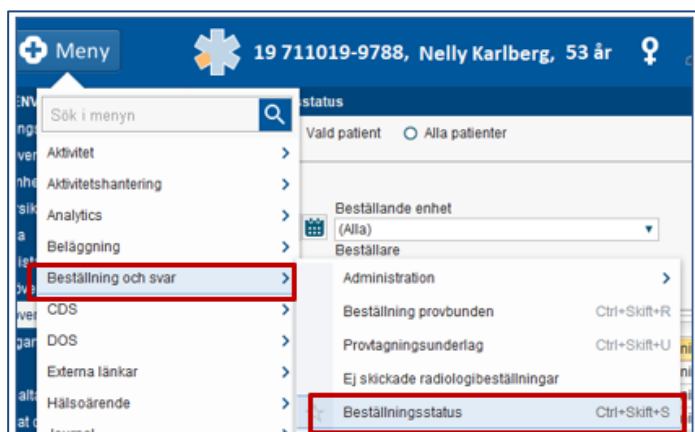 Meny 19 711019-9788, Nelly Karlberg, 53 år
Sök i menyn
Vald patient Alla patienter
Aktivitet
Aktivitetshantering
Analytics
Beställande enhet
(Alla)
Beläggning
Beställare
Beställning och svar
Administration
CDS
Beställning provbunden Ctrl+Skift+R
DOS
Provtagningsunderlag Ctrl+Skift+U
Externa länkar
Ej skickade radiologibeställningar
Hälsoärende
Beställningsstatus Ctrl+Skift+S
Journal